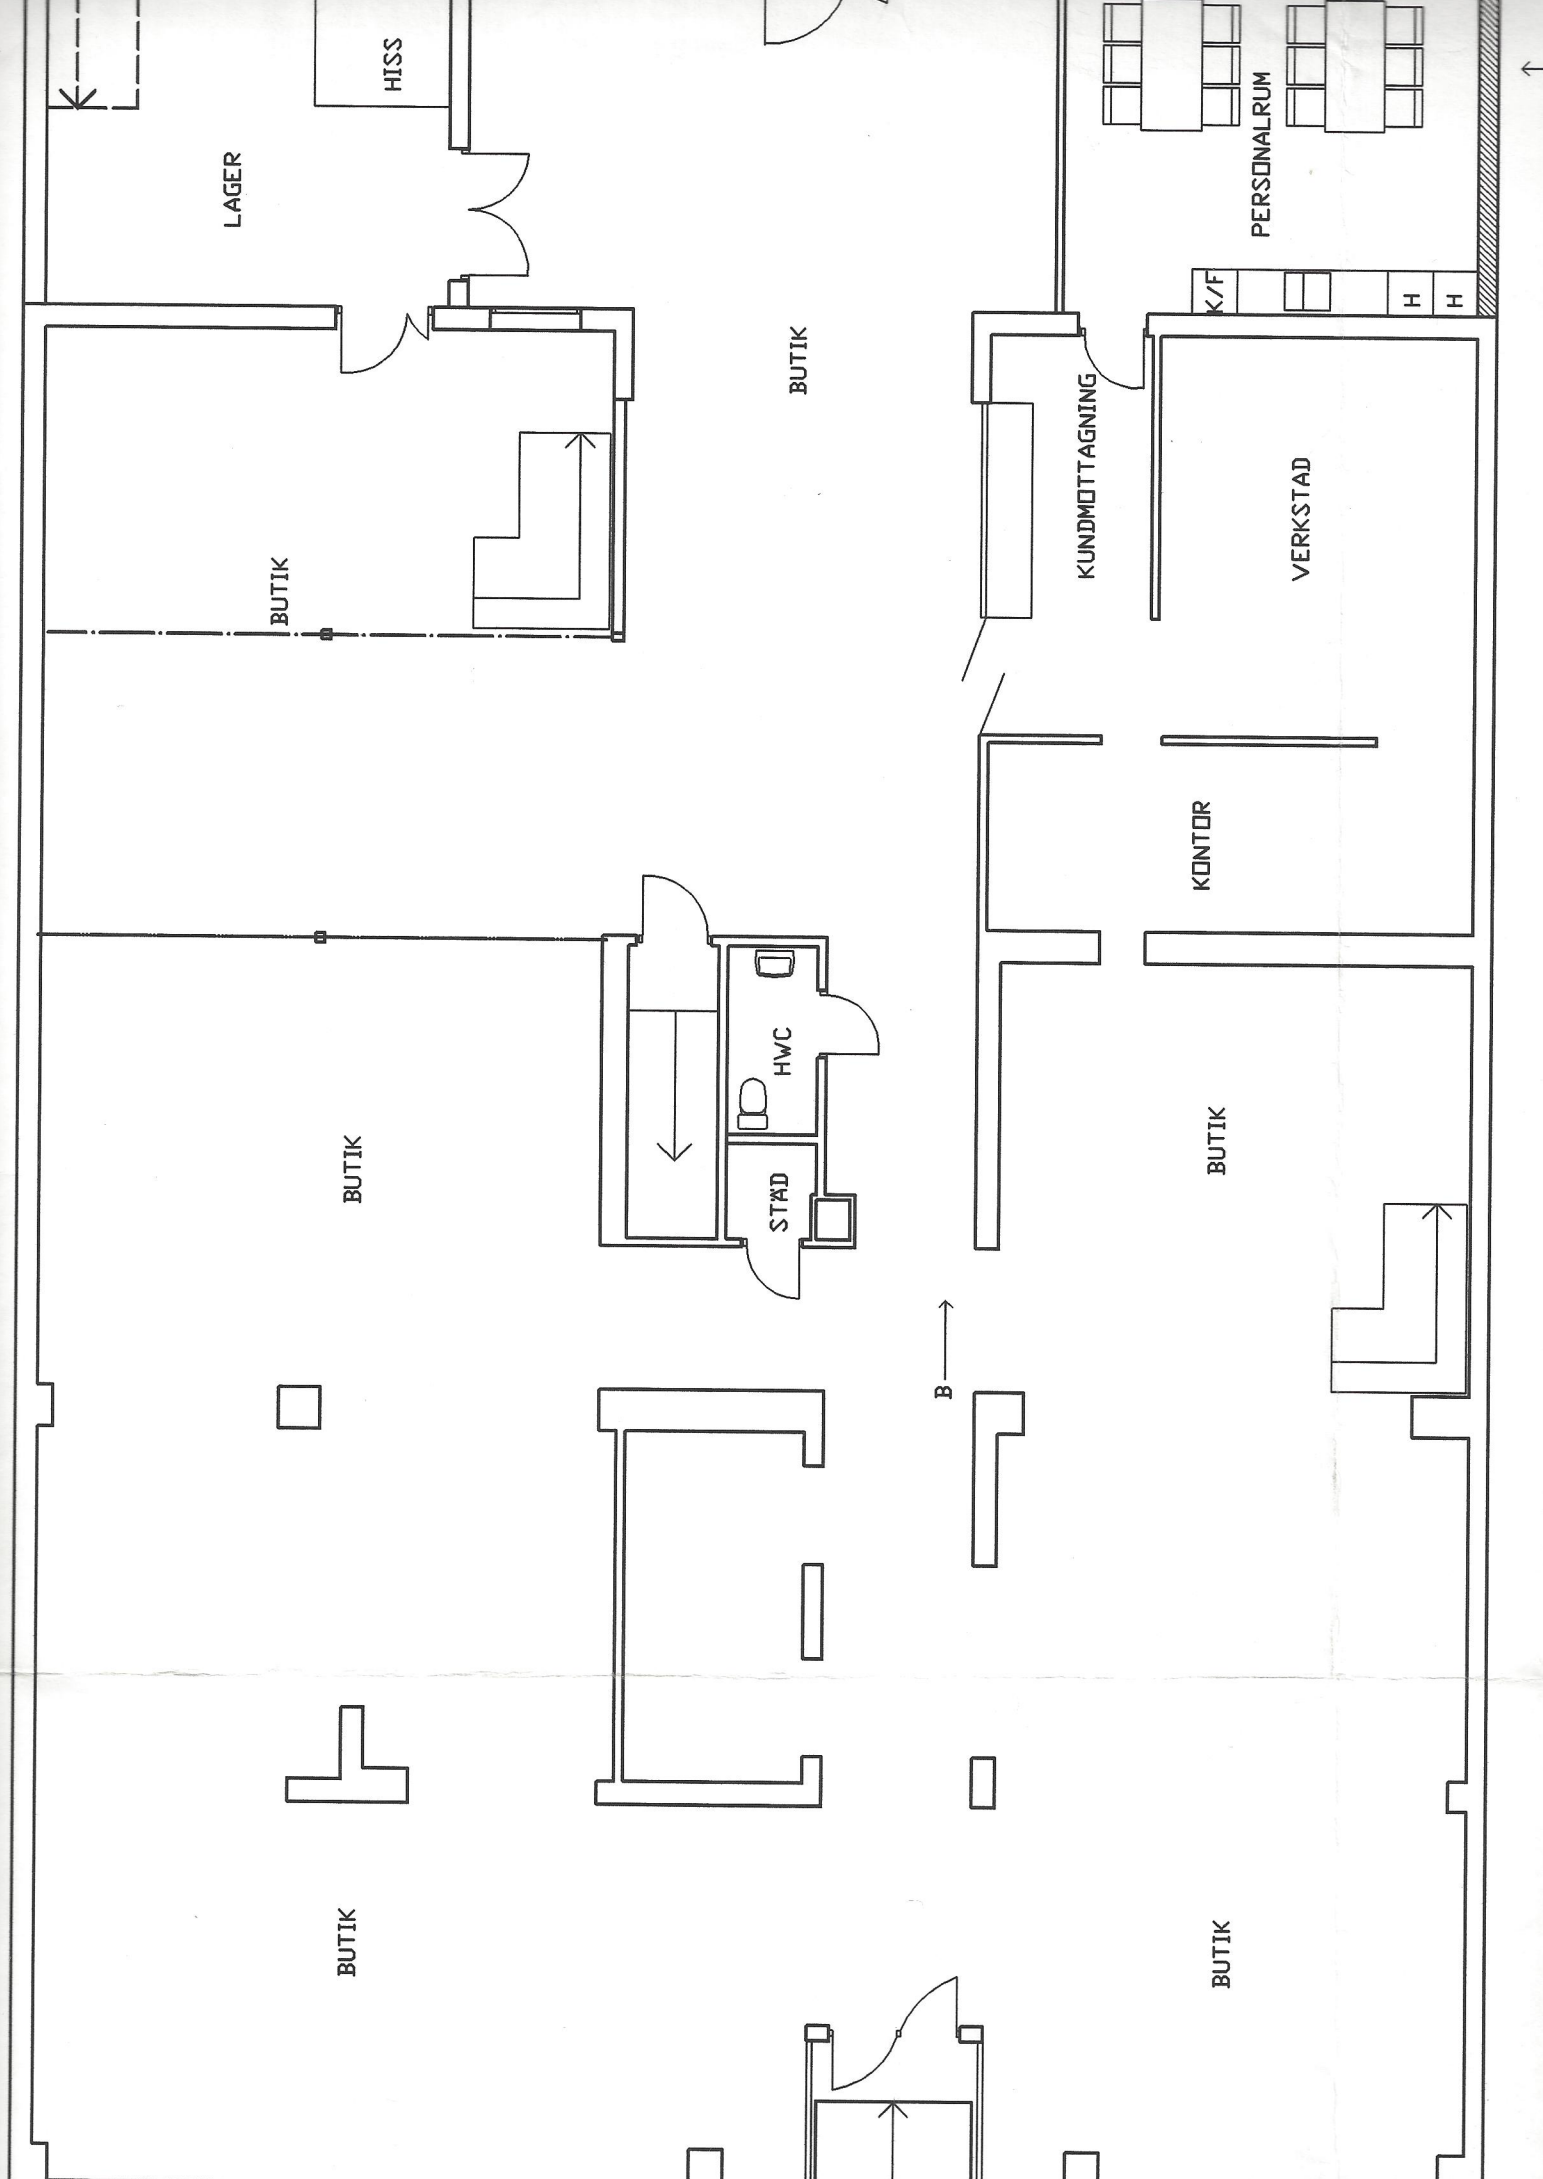 HISS
LAGER
PERSONALRUM
K/F
H
H
BUTIK
KUNDMOTTAGNING
VERKSTAD
BUTIK
KONTOR
HWC
BUTIK
BUTIK
STÄD
B
BUTIK
BUTIK